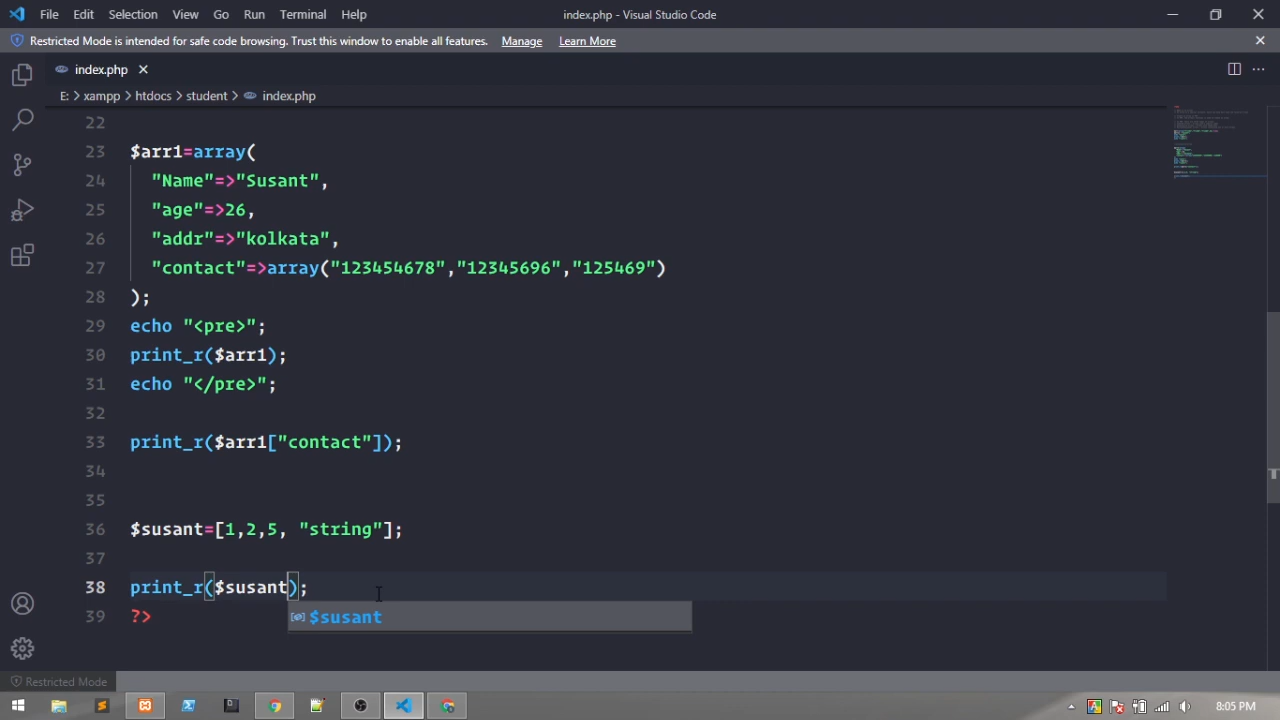 File Edit Selection View Go Run Terminal Help index.php - Visual Studio Code
Restricted Mode is intended for safe code browsing. Trust this window to enable all features. Manage Learn More
index.php
E: > xampp > htdocs > student > index.php
22
23 $arr1=array(
24 "Name"=>"Susant",
25 "age"=>26,
26 "addr"=>"kolkata",
27 "contact"=>array("123454678","12345696","125469")
28 );
29 echo "<pre>";
30 print_r($arr1);
31 echo "</pre>";
32
33 print_r($arr1["contact"]);
34
35
36 $susant=[1,2,5, "string"];
37
38 print_r($susant);
39 ?>
$susant
Restricted Mode
8:05 PM